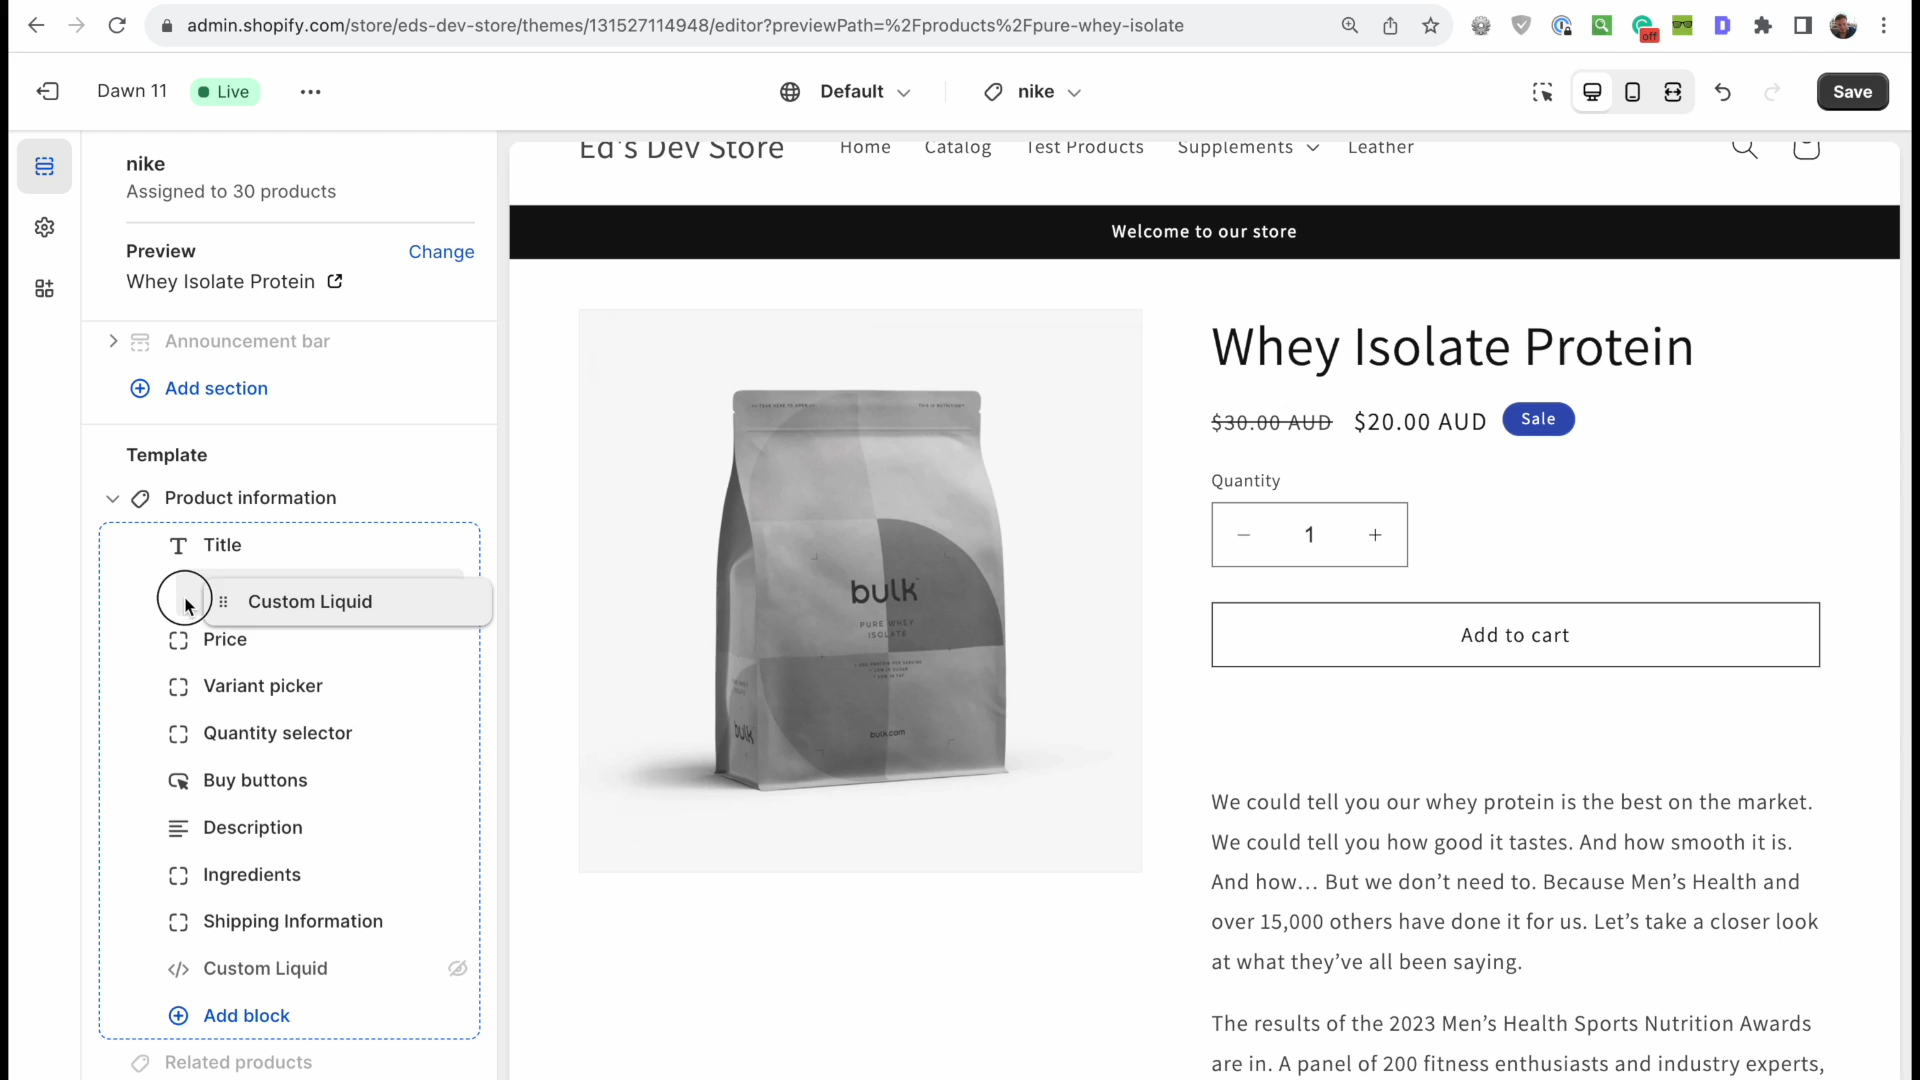 admin.shopify.com/store/eds-dev-store/themes/131527114948/editor?previewPath=%2Fproducts%2Fpure-whey-isolate
off
Dawn 11
Live
Default
nike
Save
nike
Assigned to 30 products
Preview
Change
Whey Isolate Protein
Announcement bar
Add section
Template
Product information
Title
Custom Liquid
Price
Variant picker
Quantity selector
Buy buttons
Description
Ingredients
Shipping Information
Custom Liquid
Add block
Related products
Ed's Dev Store
Home
Catalog
Test Products
Supplements
Leather
Welcome to our store
bulk
PURE WHEY
ISOLATE
bulk
bulk.com
Whey Isolate Protein
$30.00 AUD
$20.00 AUD
Sale
Quantity
1
Add to cart
We could tell you our whey protein is the best on the market.
We could tell you how good it tastes. And how smooth it is.
And how… But we don’t need to. Because Men’s Health and
over 15,000 others have done it for us. Let’s take a closer look
at what they’ve all been saying.
The results of the 2023 Men’s Health Sports Nutrition Awards
are in. A panel of 200 fitness enthusiasts and industry experts,